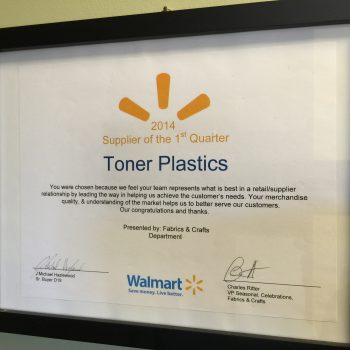 2014
Supplier of the 1st Quarter
Toner Plastics
You were chosen because we feel your team represents what is best in a retail/supplier
relationship by leading the way in helping us achieve the customer's needs. Your merchandise
quality, & understanding of the market helps us to better serve our customers.
Our congratulations and thanks.
Presented by: Fabrics & Crafts
Department
J Michael Hazlewood
Sr. Buyer D19
Walmart
Save money. Live better.
Charles Ritter
VP Seasonal, Celebrations,
Fabrics & Crafts